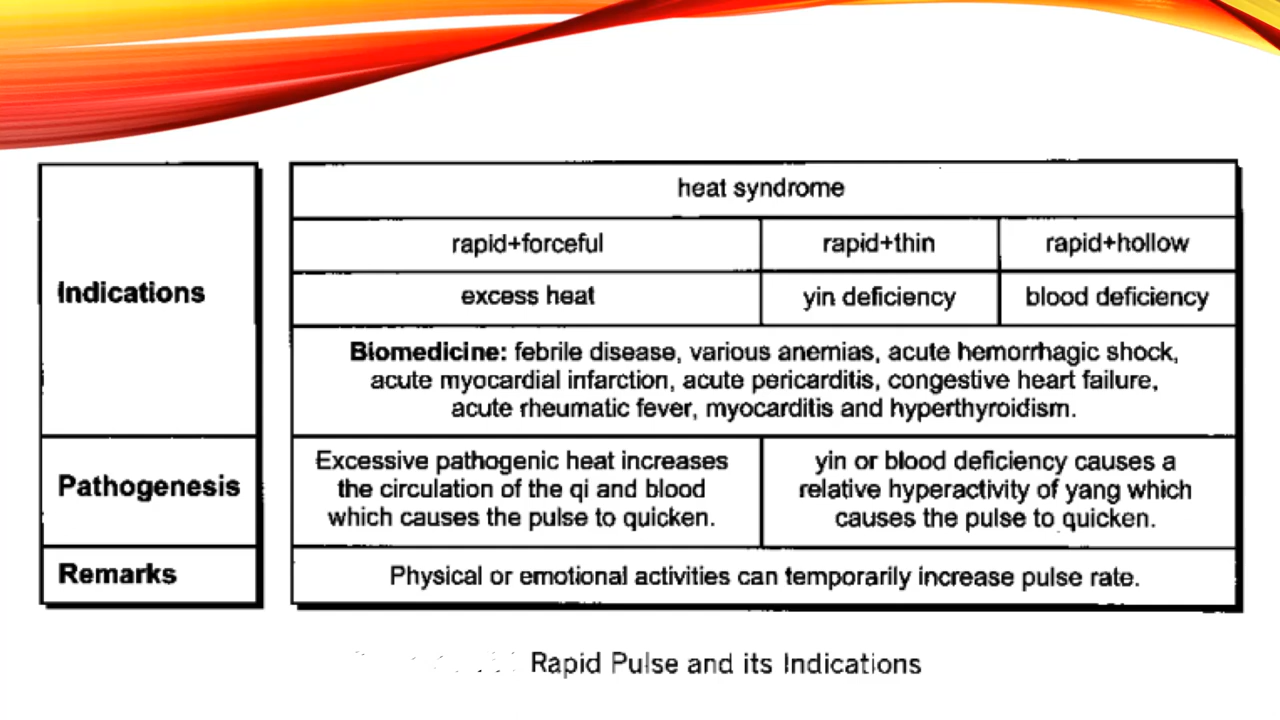 heat syndrome
rapid+forceful rapid+thin rapid+hollow
Indications
excess heat yin deficiency blood deficiency
Biomedicine: febrile disease, various anemias, acute hemorrhagic shock,
acute myocardial infarction, acute pericarditis, congestive heart failure,
acute rheumatic fever, myocarditis and hyperthyroidism.
Pathogenesis
Excessive pathogenic heat increases
the circulation of the qi and blood
which causes the pulse to quicken.
yin or blood deficiency causes a
relative hyperactivity of yang which
causes the pulse to quicken.
Remarks
Physical or emotional activities can temporarily increase pulse rate.
Rapid Pulse and its Indications